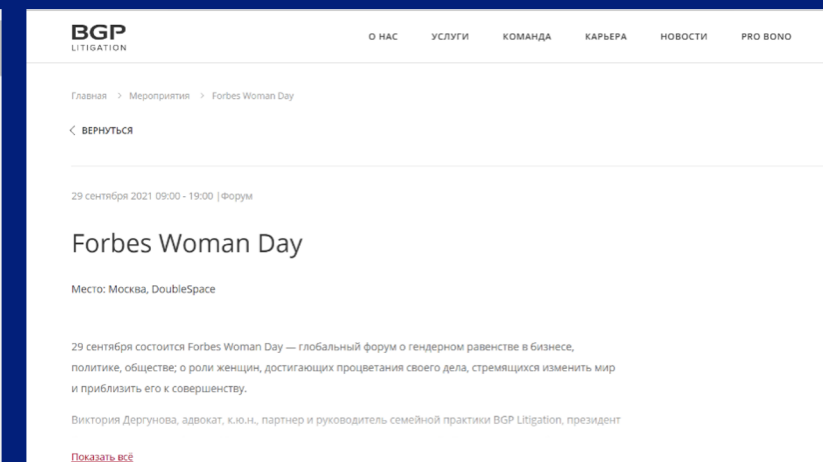 BGP
LITIGATION
О НАС УСЛУГИ КОМАНДА КАРЬЕРА НОВОСТИ PRO BONO
Главная > Мероприятия > Forbes Woman Day
< ВЕРНУТЬСЯ
29 сентября 2021 09:00 - 19:00 |Форум
Forbes Woman Day
Место: Москва, DoubleSpace
29 сентября состоится Forbes Woman Day — глобальный форум о гендерном равенстве в бизнесе,
политике, обществе; о роли женщин, достигающих процветания своего дела, стремящихся изменить мир
и приблизить его к совершенству.
Виктория Дергунова, адвокат, к.ю.н., партнер и руководитель семейной практики BGP Litigation, президент
Показать всё